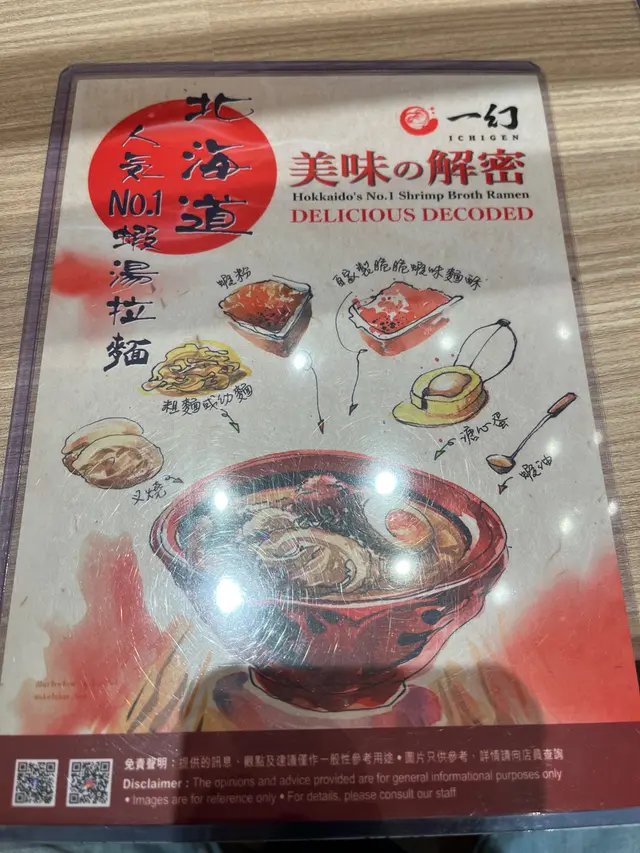 北海道
人氣No.1蝦湯拉麵
一幻
ICHIGEN
美味の解密
Hokkaido's No.1 Shrimp Broth Ramen
DELICIOUS DECODED
蝦粉
自家製脆脆蝦味麵酥
粗麵或幼麵
溏心蛋
叉燒
蝦油
免責聲明：提供的訊息、觀點及建議僅作一般性參考用途 • 圖片只供參考，詳情請向店員查詢
Disclaimer : The opinions and advice provided are for general informational purposes only
• Images are for reference only • For details, please consult our staff